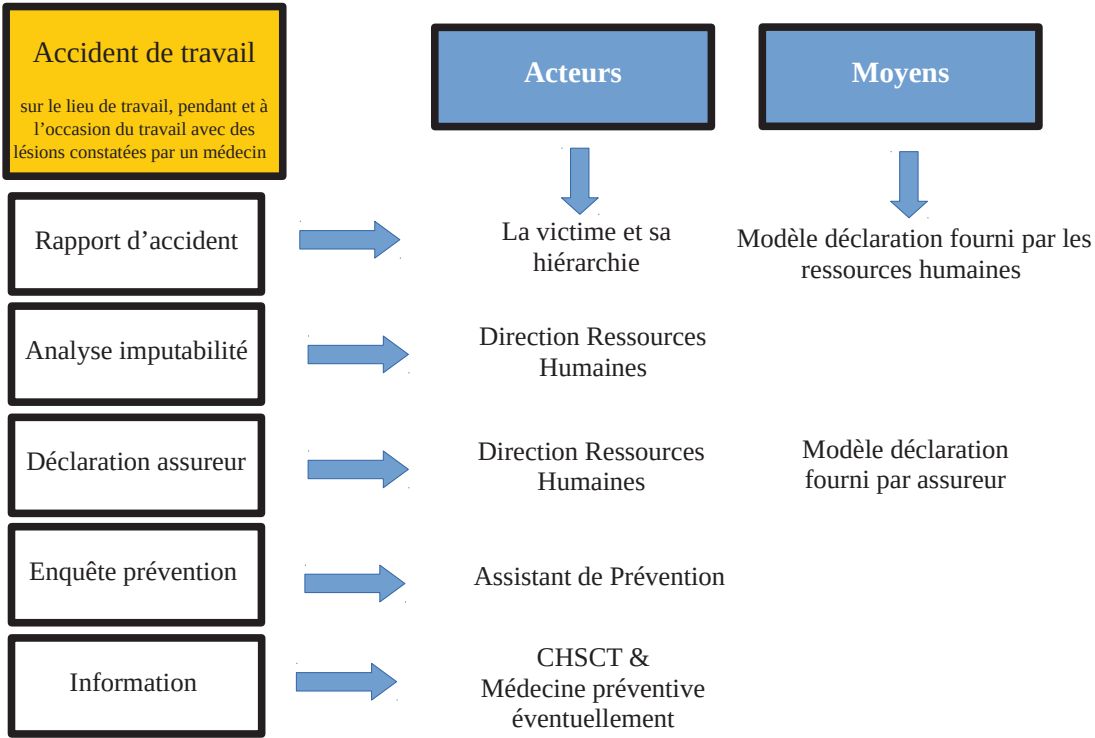 Accident de travail
sur le lieu de travail, pendant et à
l’occasion du travail avec des
lésions constatées par un médecin
Acteurs
Moyens
Rapport d’accident
La victime et sa
hiérarchie
Modèle déclaration fourni par les
ressources humaines
Analyse imputabilité
Direction Ressources
Humaines
Déclaration assureur
Direction Ressources
Humaines
Modèle déclaration
fourni par assureur
Enquête prévention
Assistant de Prévention
Information
CHSCT &
Médecine préventive
éventuellement